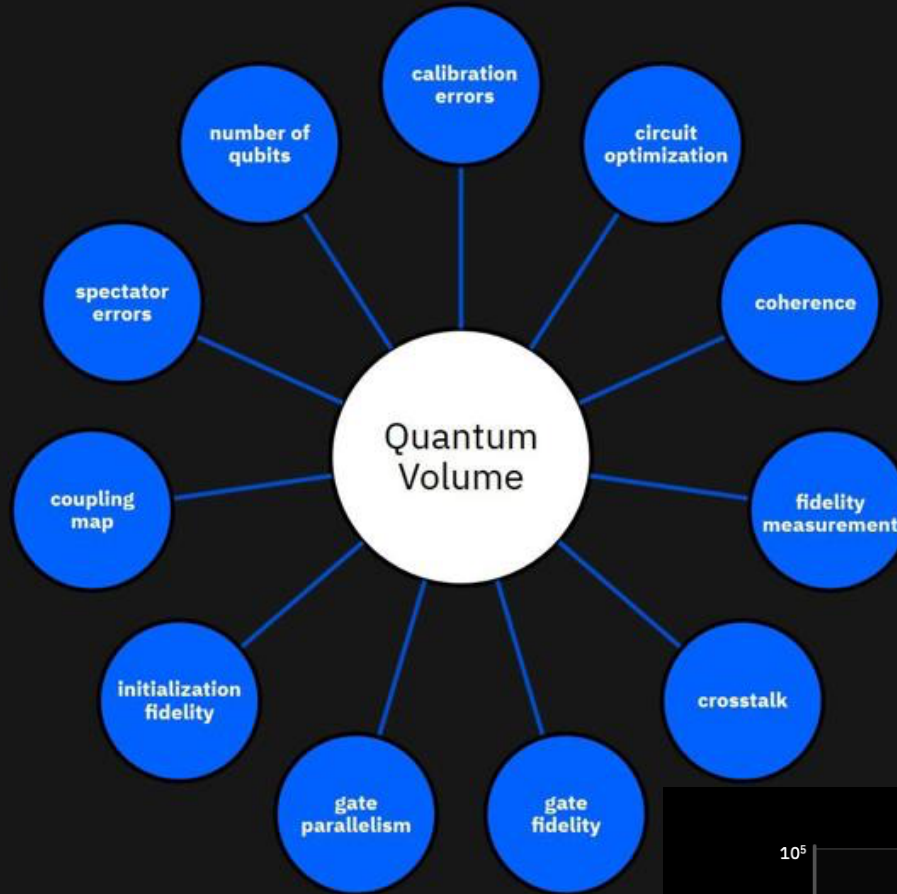 calibration
errors
number of
qubits
circuit
optimization
spectator
errors
coherence
Quantum
Volume
coupling
map
fidelity
measurement
initialization
fidelity
crosstalk
gate
parallelism
gate
fidelity
10⁵